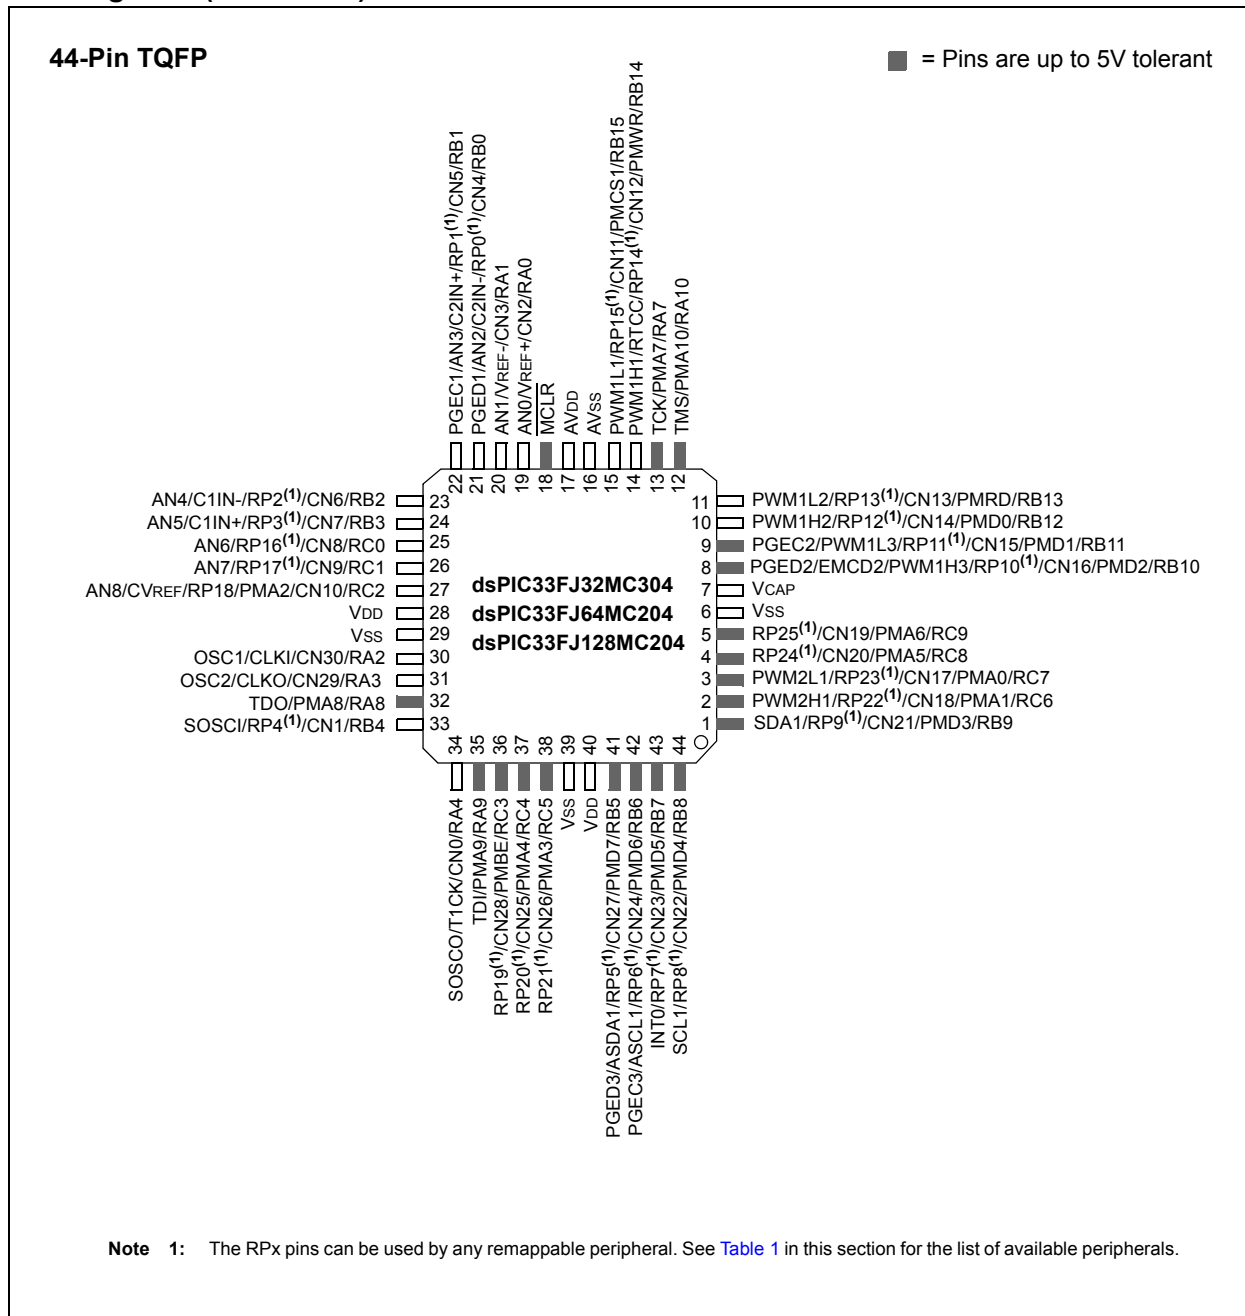 44-Pin TQFP
= Pins are up to 5V tolerant
PGEC1/AN3/C2IN+/RP1(1)/CN5/RB1
PGED1/AN2/C2IN-/RP0(1)/CN4/RB0
AN1/VREF-/CN3/RA1
AN0/VREF+/CN2/RA0
MCLR
AVDD
AVSS
PWM1L1/RP15(1)/CN11/PMCS1/RB15
PWM1H1/RTCC/RP14(1)/CN12/PMWR/RB14
TCK/PMA7/RA7
TMS/PMA10/RA10
22 21 20 19 18 17 16 15 14 13 12
AN4/C1IN-/RP2(1)/CN6/RB2 23
AN5/C1IN+/RP3(1)/CN7/RB3 24
AN6/RP16(1)/CN8/RC0 25
AN7/RP17(1)/CN9/RC1 26
AN8/CVREF/RP18/PMA2/CN10/RC2 27
VDD 28
VSS 29
OSC1/CLKI/CN30/RA2 30
OSC2/CLKO/CN29/RA3 31
TDO/PMA8/RA8 32
SOSCI/RP4(1)/CN1/RB4 33
dsPIC33FJ32MC304
dsPIC33FJ64MC204
dsPIC33FJ128MC204
11 PWM1L2/RP13(1)/CN13/PMRD/RB13
10 PWM1H2/RP12(1)/CN14/PMD0/RB12
9 PGEC2/PWM1L3/RP11(1)/CN15/PMD1/RB11
8 PGED2/EMCD2/PWM1H3/RP10(1)/CN16/PMD2/RB10
7 VCAP
6 VSS
5 RP25(1)/CN19/PMA6/RC9
4 RP24(1)/CN20/PMA5/RC8
3 PWM2L1/RP23(1)/CN17/PMA0/RC7
2 PWM2H1/RP22(1)/CN18/PMA1/RC6
1 SDA1/RP9(1)/CN21/PMD3/RB9
34 35 36 37 38 39 40 41 42 43 44
SOSCO/T1CK/CN0/RA4
TDI/PMA9/RA9
RP19(1)/CN28/PMBE/RC3
RP20(1)/CN25/PMA4/RC4
RP21(1)/CN26/PMA3/RC5
VSS
VDD
PGED3/ASDA1/RP5(1)/CN27/PMD7/RB5
PGEC3/ASCL1/RP6(1)/CN24/PMD6/RB6
INT0/RP7(1)/CN23/PMD5/RB7
SCL1/RP8(1)/CN22/PMD4/RB8
Note 1: The RPx pins can be used by any remappable peripheral. See Table 1 in this section for the list of available peripherals.